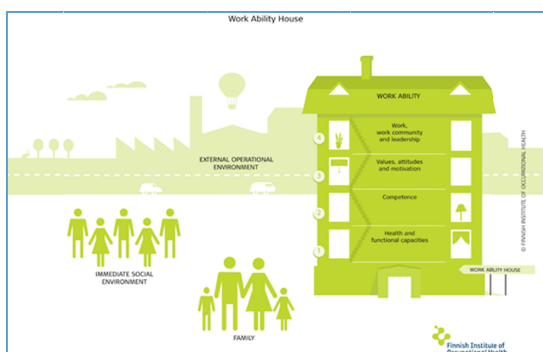 Work Ability House
WORK ABILITY
4
Work,
work community
and leadership
EXTERNAL OPERATIONAL
ENVIRONMENT
3
Values, attitudes
and motivation
2
Competence
1
Health and
functional capacities
© FINNISH INSTITUTE OF OCCUPATIONAL HEALTH
WORK ABILITY HOUSE
IMMEDIATE SOCIAL
ENVIRONMENT
FAMILY
Finnish Institute of
Occupational Health